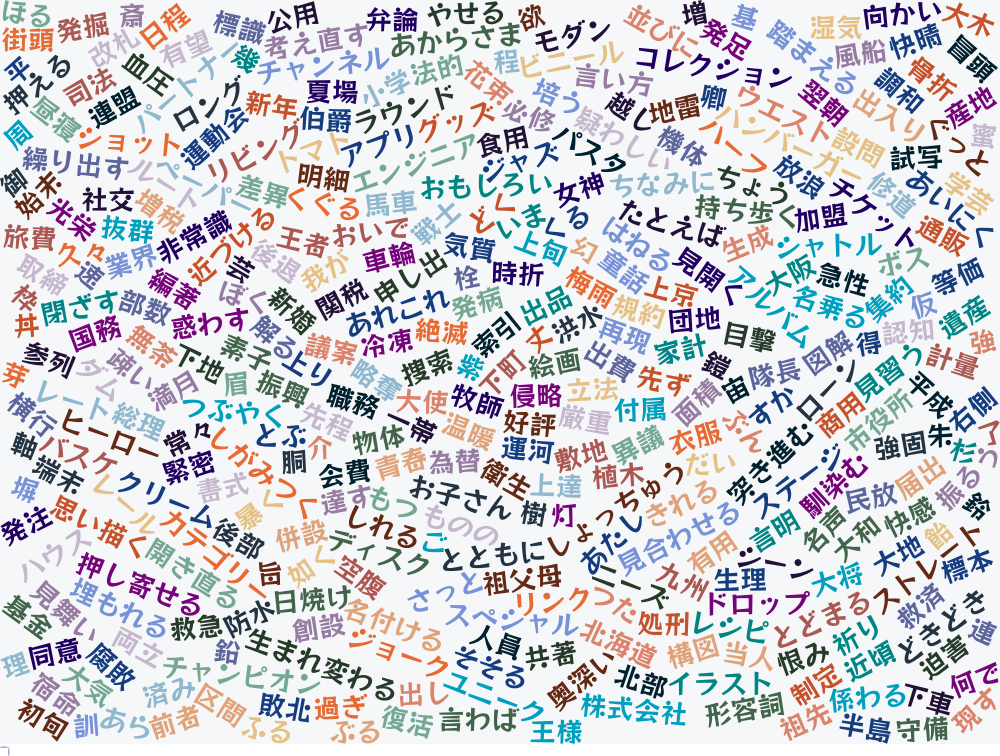 ほる
発掘
斎
日程
標識
公用
弁論
やせる
欲
モダン
並びに
増
発足
基
踏まえる
湿気
向かい
大木
街頭
改札
有望
幾
考え直す
あからさま
程
ビニール
コレクション
風船
快晴
冒頭
平
押える
司法
血圧
パートナー
チャンネル
小学
法的
花束
言い方
卿
翌朝
調和
骨折
産地
昼寝
連盟
ロング
新年
夏場
伯爵
ラウンド
必修
培う
越し
地雷
ウエスト
出入り
ぐっと
蜜
周
ショット
運動会
リビング
トマト
アプリ
グッズ
食用
疑わしい
機体
ハーフ
ハンバーガー
設問
試写
繰り出す
ルート
ペーパー
差異
明細
エンジニア
ジャズ
パスタ
放浪
チケット
修道
あいにく
学芸
御
始末
社交
増税
くぐる
馬車
おもしろい
女神
ちなみに
ちょうど
持ち歩く
加盟
通販
光栄
抜群
非常識
近づける
王者
おいで
戦士
いまく
たとえば
生成
シャトル
ボス
旅費
久々
業界
芸
後退
我が
車輪
気質
上旬
幻
はねる
見開く
大阪
急性
等価
取締
速
編著
ぼく
新婚
関税
申し出
栓
時折
童話
アルバム
名乗る
集約
仮
枠
閉ざす
部数
惑わす
解る
あれこれ
発病
出品
梅雨
規約
上京
遺産
丼
国務
無茶
下地
素子
上り
議案
冷凍
絶滅
索引
丈
洪水
再現
団地
目撃
認知
強
参列
疎い
満月
眉
振興
略奪
捜索
紫
下町
絵画
出費
家計
鎧
隊長
図解
得
計量
芽
ダム
つぶやく
職務
大使
牧師
侵略
立法
先ず
面積
宙
ローン
見習う
平成
右側
横行
レート
総理
常々
とぶ
先程
一帯
温暖
好評
厳重
付属
すか
商用
市役所
強固
朱
了
軸
ヒーロー
しがみつく
介
物体
運河
敷地
異議
衣服
突き進む
端末
バスケ
緊密
胴
会費
青春
為替
衛生
上達
植木
だい
ステージ
馴染む
民放
届出
振るう
塀
レール
クリーム
書式
暴く
達す
もつ
お子さん
樹
灯
しょっちゅう
きれる
発注
思い描く
カテゴリー
後部
併設
しれる
ものの
あたし
見合わせる
言明
名声
大和
快感
祭
飴
ハウス
開き直る
旨
如く
ディスク
ご
とともに
有用
ジーン
大地
標本
押し寄せる
空腹
さっと
祖父母
ニーズ
九州
生理
大将
ストレート
見舞い
埋もれる
日焼け
名付ける
スペシャル
リンク
つた
処刑
ドロップ
レシピ
とどまる
救済
どきどき
連
基金
両立
救急
防水
創設
ジョーク
人員
共著
北海道
構図
当人
恨み
祈り
近頃
迫害
理
同意
腐敗
チャンピオン
鉛
生まれ変わる
そそる
奥深い
北部
イラスト
制定
係わる
下車
何で
宿命
大気
済み
区間
敗北
過ぎ
出し
ユニーク
株式会社
形容詞
祖先
半島
守備
現す
初旬
訓
あら
前者
ふる
ぶる
復活
言わば
王様